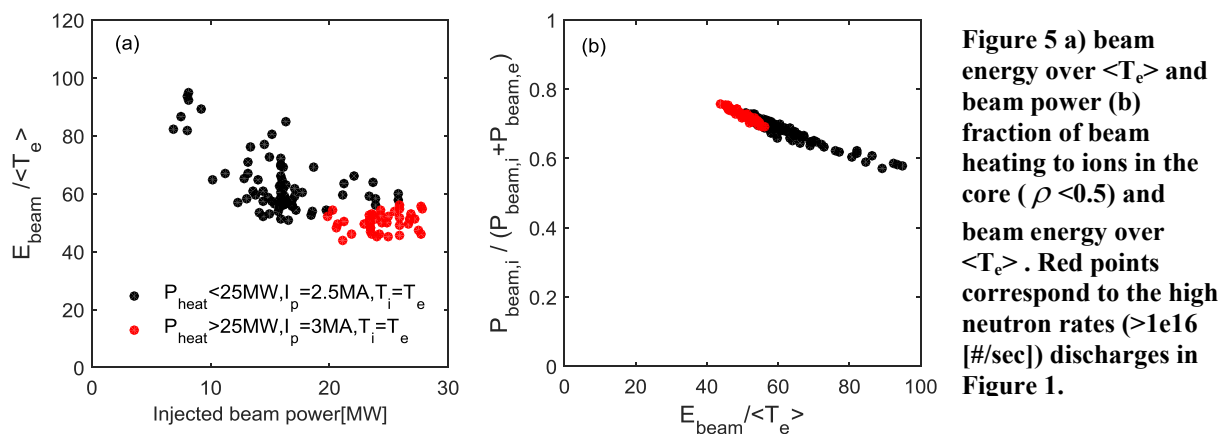 (a)
120
100
80
60
40
20
0
E_beam/<T_e>
P_heat<25MW,I_p=2.5MA,T_i=T_e
P_heat>25MW,I_p=3MA,T_i=T_e
0 10 20 30
Injected beam power[MW]
(b)
1
0.8
0.6
0.4
0.2
0
P_beam,i / (P_beam,i+P_beam,e)
0 20 40 60 80 100
E_beam/<T_e>
Figure 5 a) beam
energy over <T_e> and
beam power (b)
fraction of beam
heating to ions in the
core ( ρ <0.5) and
beam energy over
<T_e> . Red points
correspond to the high
neutron rates (>1e16
[#/sec]) discharges in
Figure 1.